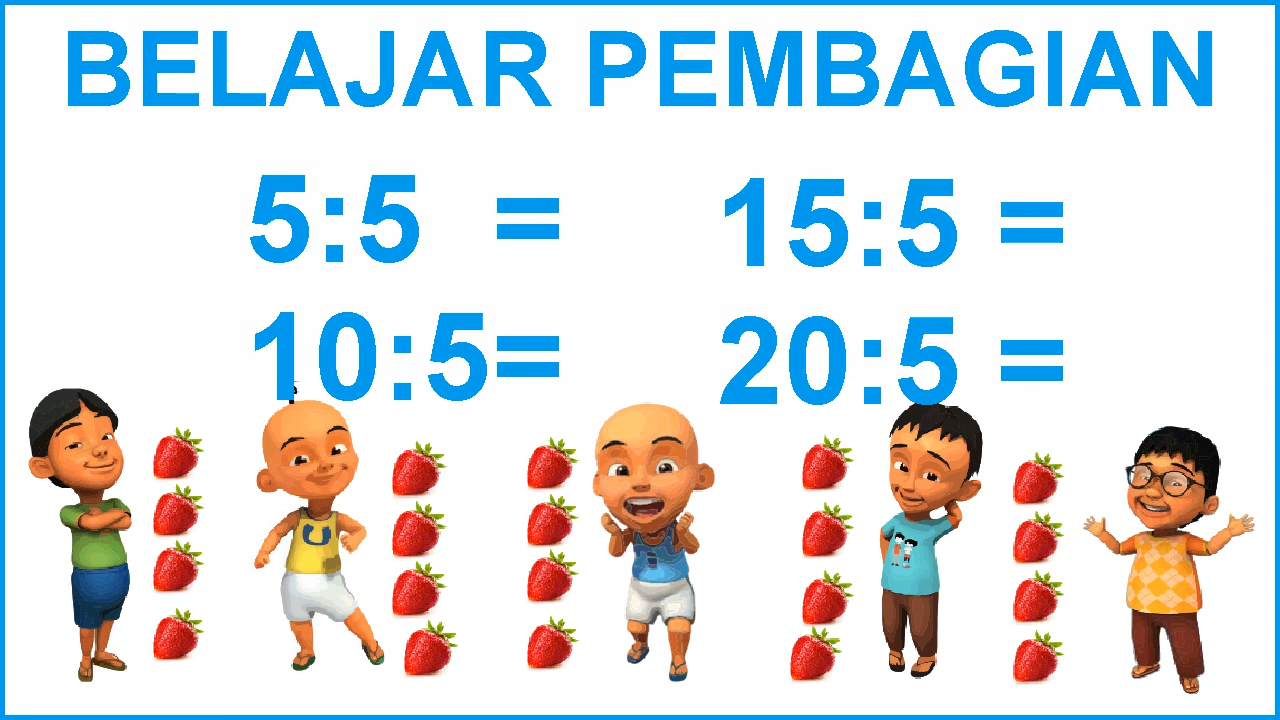 BELAJAR PEMBAGIAN
5:5 =
15:5 =
10:5=
20:5 =
U
i